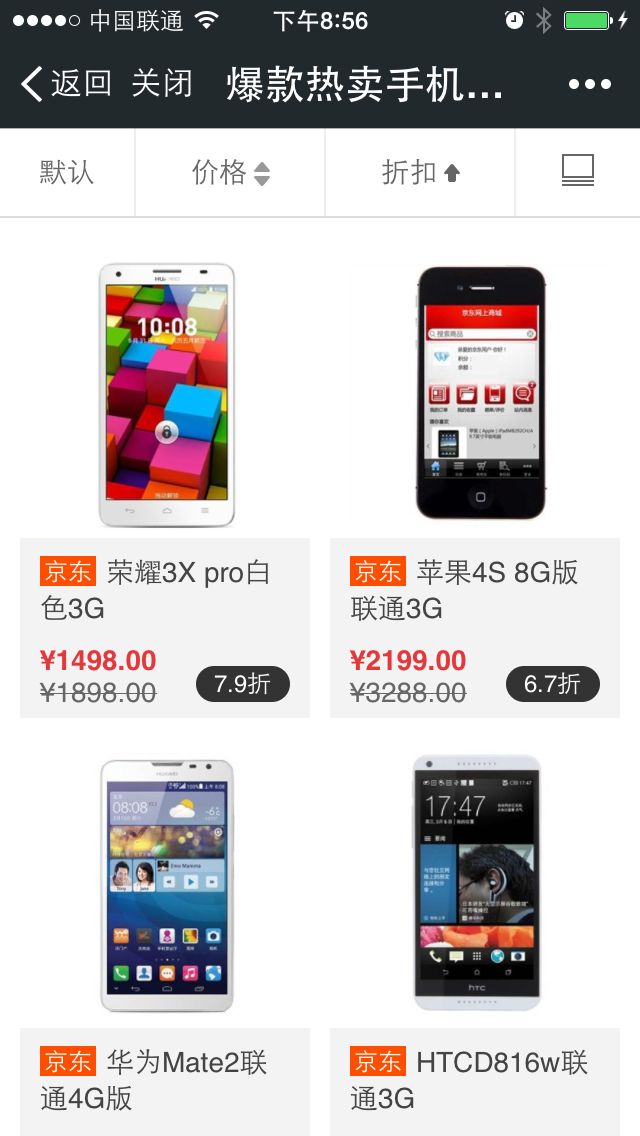 中国联通
下午8:56
返回 关闭 爆款热卖手机...
默认 价格 折扣
10:08
京东网上商城
搜索商品
京东 荣耀3X pro白
色3G
¥1498.00
¥1898.00
7.9折
京东 苹果4S 8G版
联通3G
¥2199.00
¥3288.00
6.7折
HUAWEI
08:08
17:47
hTC
京东 华为Mate2联
通4G版
京东 HTCD816w联
通3G